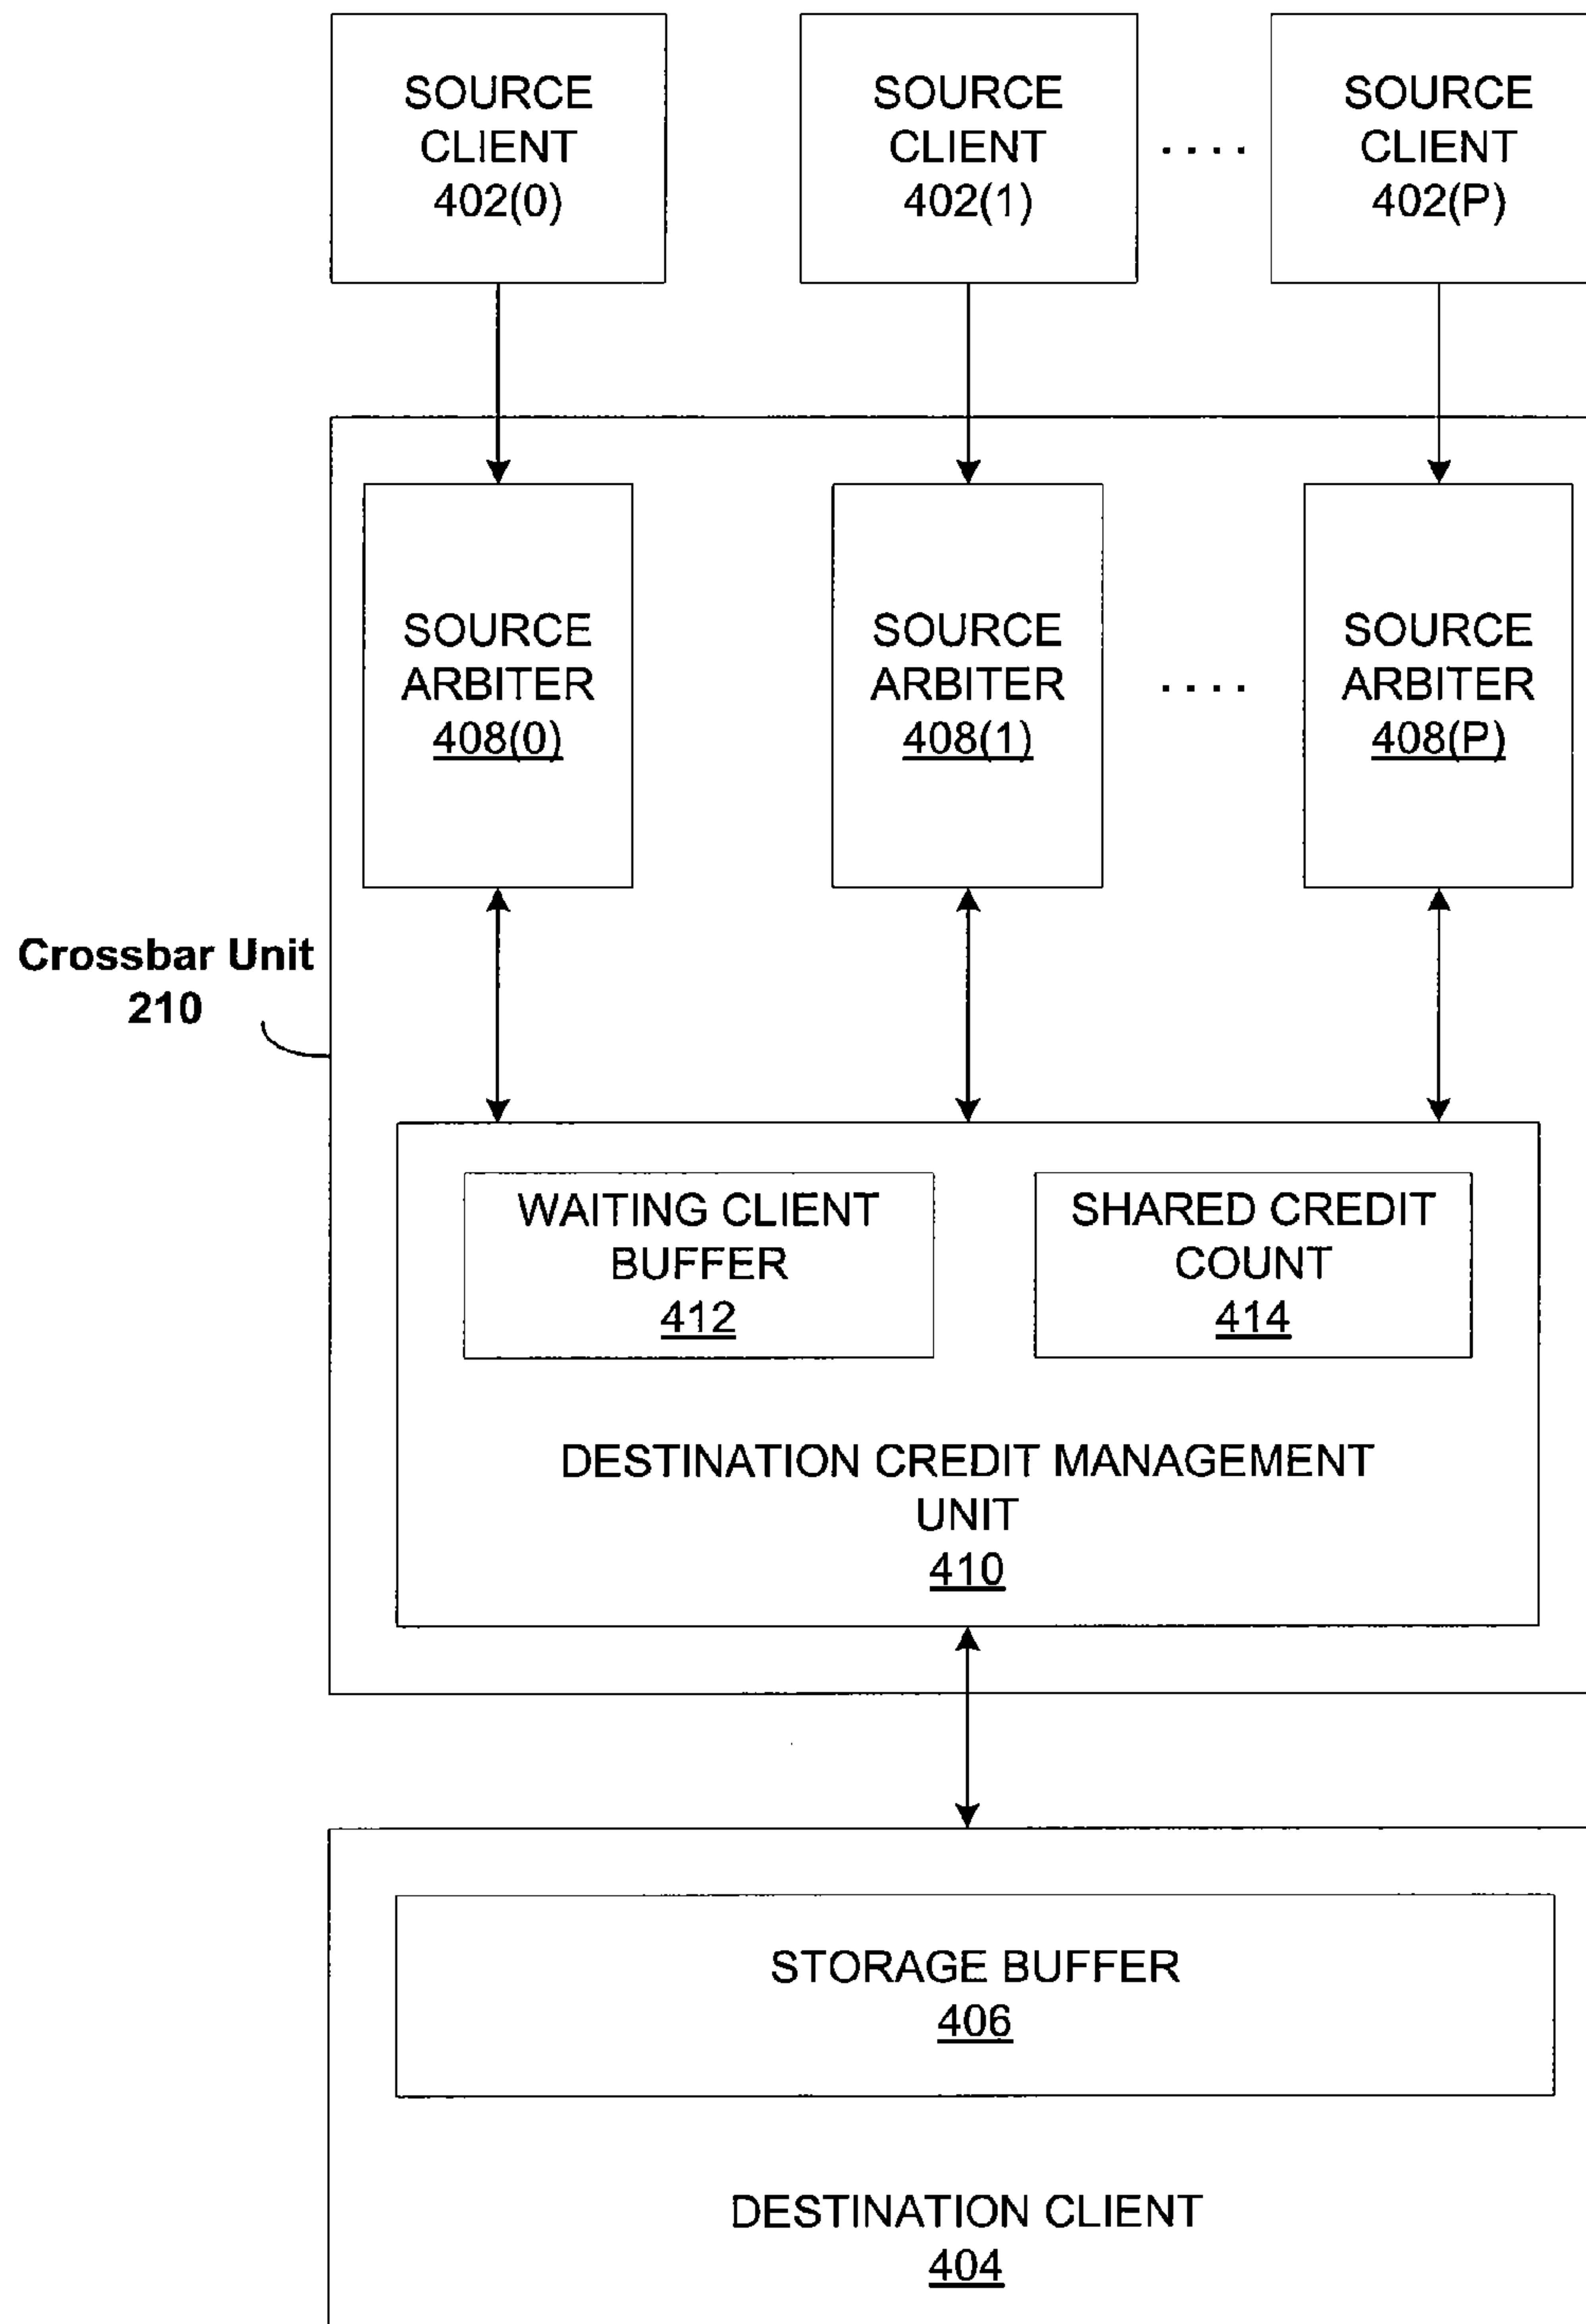 SOURCE
CLIENT
402(0)
SOURCE
CLIENT
402(1)
....
SOURCE
CLIENT
402(P)
SOURCE
ARBITER
408(0)
SOURCE
ARBITER
408(1)
....
SOURCE
ARBITER
408(P)
Crossbar Unit
210
WAITING CLIENT
BUFFER
412
SHARED CREDIT
COUNT
414
DESTINATION CREDIT MANAGEMENT
UNIT
410
STORAGE BUFFER
406
DESTINATION CLIENT
404